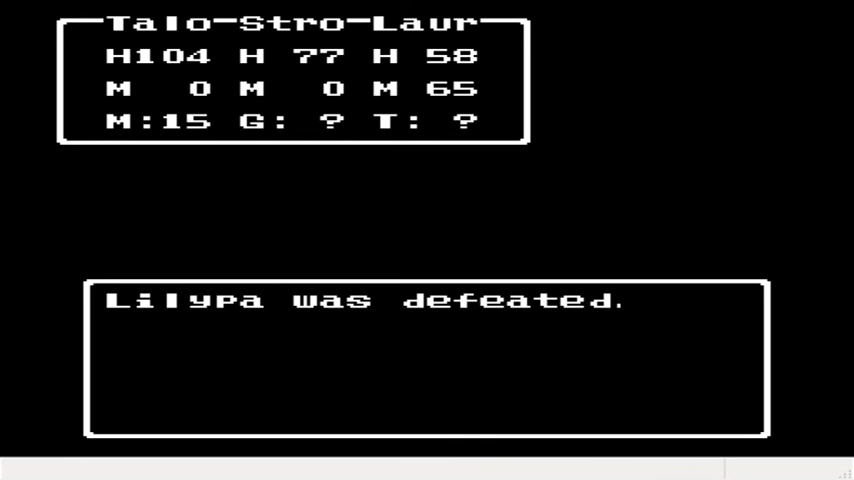 Talo-Stro-Laur
H104 H 77 H 58
M 0 M 0 M 65
M:15 G: ? T: ?
Lilypa was defeated.